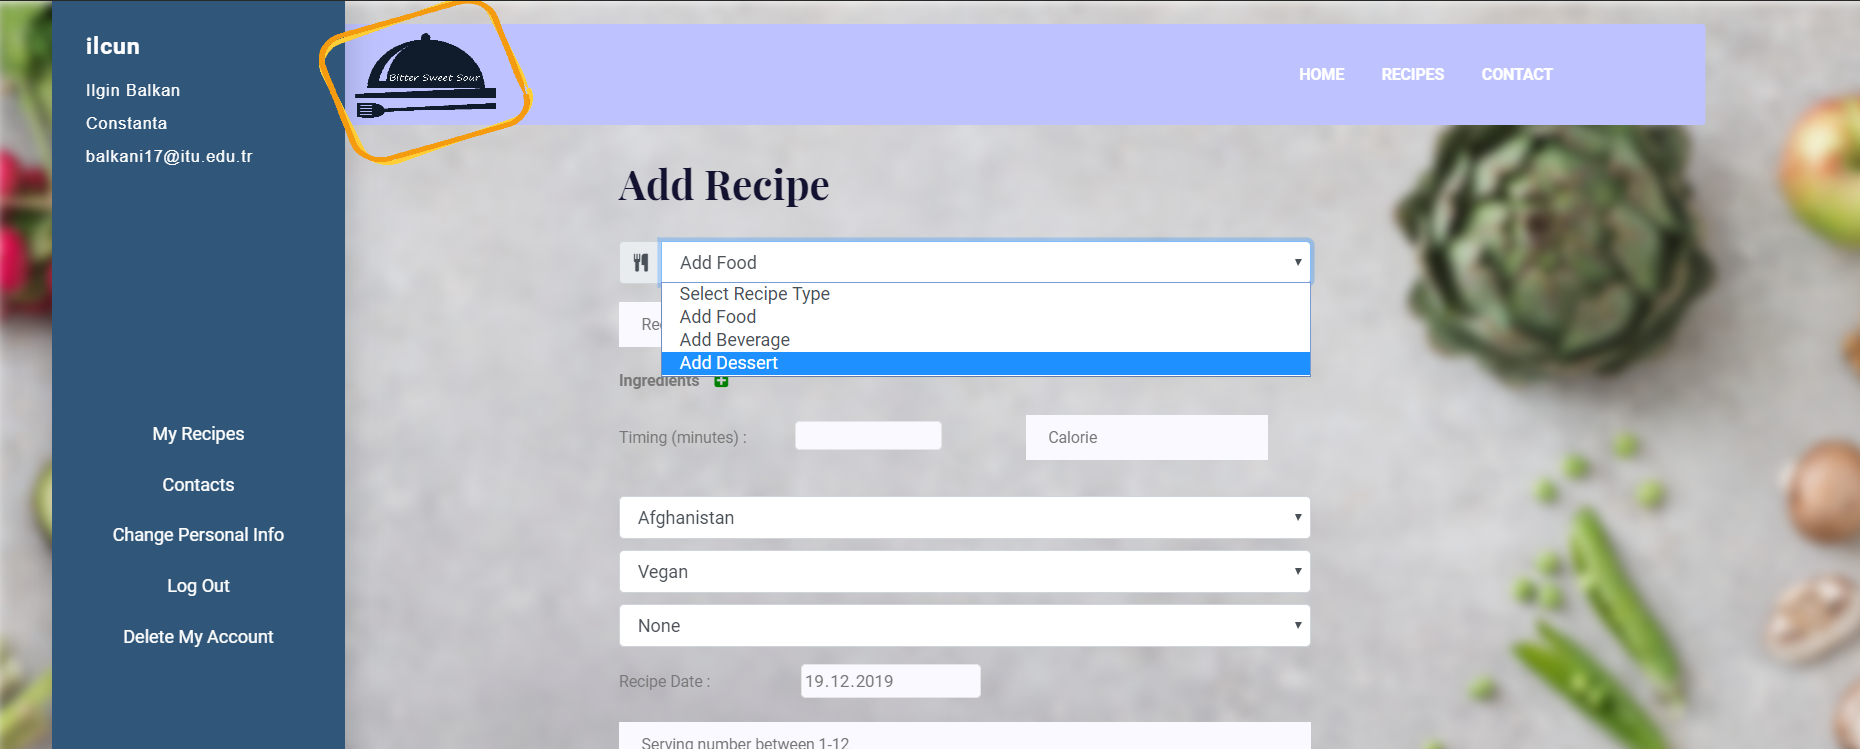 ilcun
Ilgin Balkan
Constanta
balkani17@itu.edu.tr
My Recipes
Contacts
Change Personal Info
Log Out
Delete My Account
Bitter Sweet Sour
HOME RECIPES CONTACT
Add Recipe
Add Food
Select Recipe Type
Add Food
Add Beverage
Add Dessert
Ingredients
Timing (minutes) : Calorie
Afghanistan
Vegan
None
Recipe Date : 19.12.2019
Serving number between 1-12